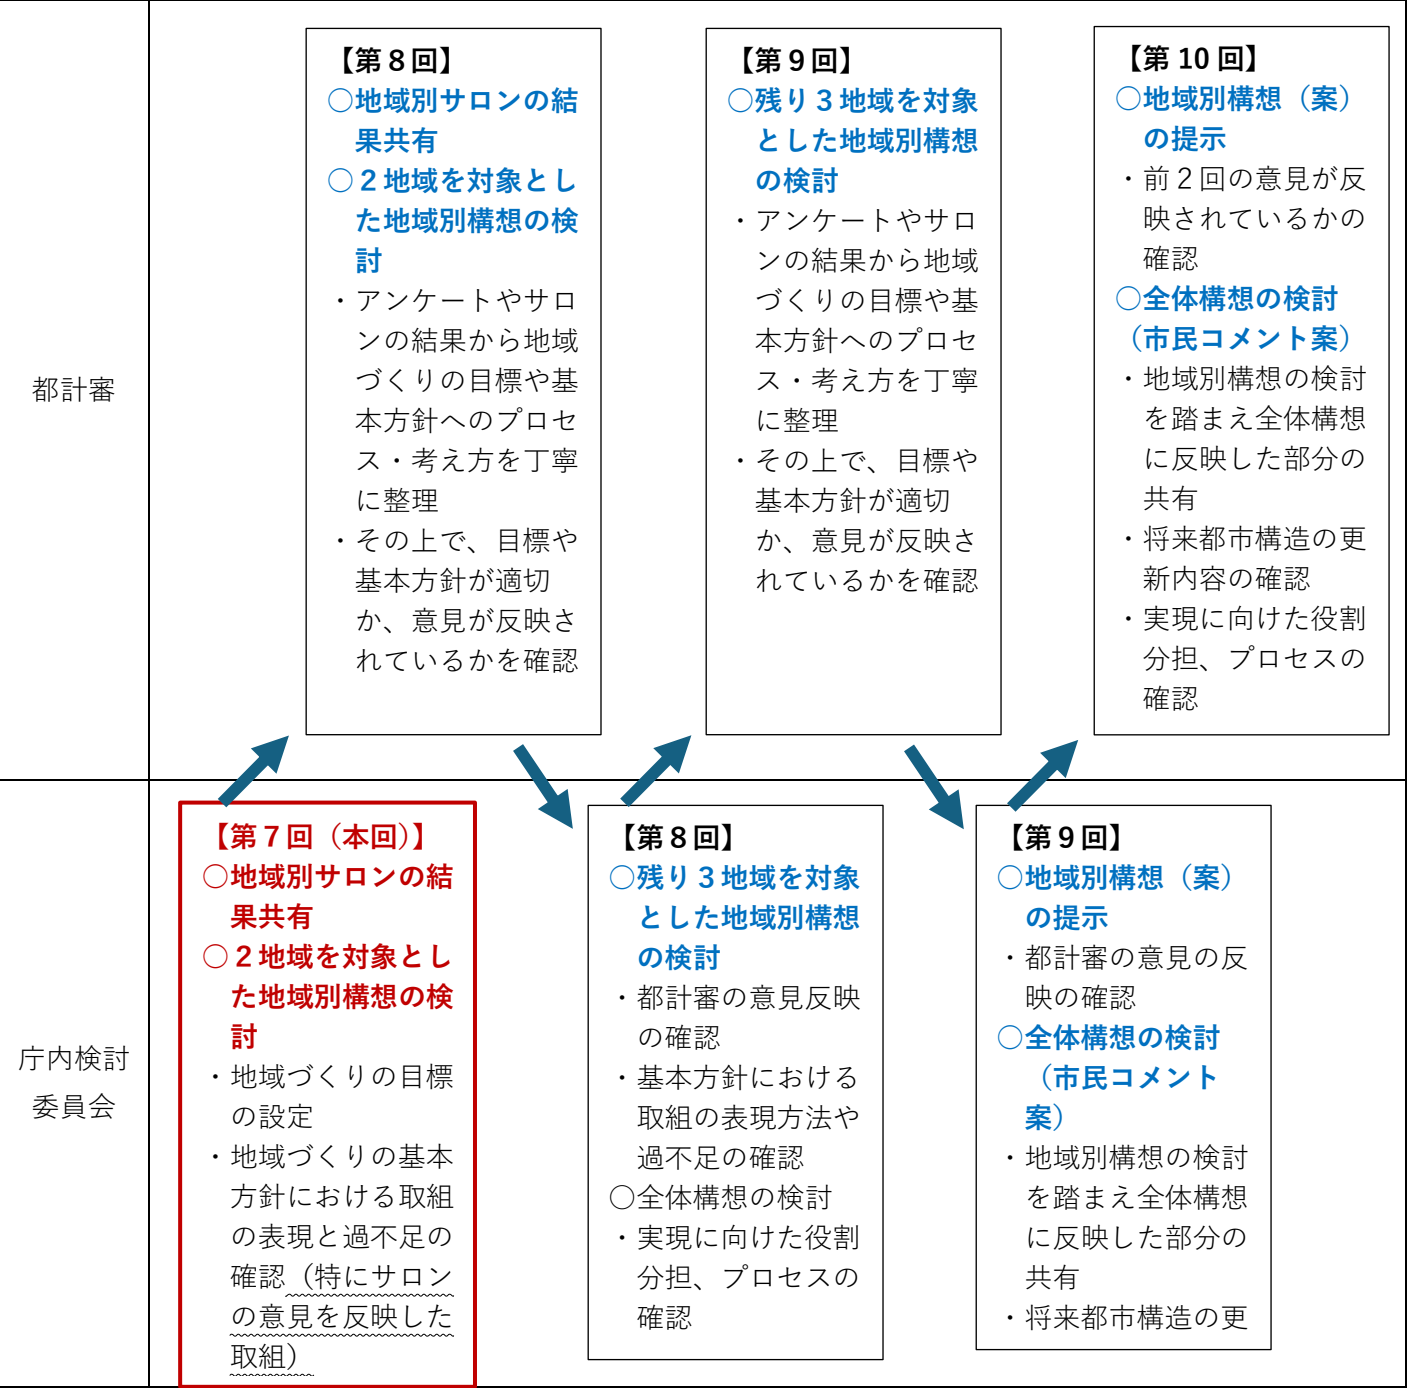 都計審
【第８回】
○地域別サロンの結
果共有
○２地域を対象とし
た地域別構想の検
討
・アンケートやサロ
ンの結果から地域
づくりの目標や基
本方針へのプロセ
ス・考え方を丁寧
に整理
・その上で、目標や
基本方針が適切
か、意見が反映さ
れているかを確認
【第９回】
○残り３地域を対象
とした地域別構想
の検討
・アンケートやサロ
ンの結果から地域
づくりの目標や基
本方針へのプロセ
ス・考え方を丁寧
に整理
・その上で、目標や
基本方針が適切
か、意見が反映さ
れているかを確認
【第 10 回】
○地域別構想（案）
の提示
・前２回の意見が反
映されているかの
確認
○全体構想の検討
（市民コメント案）
・地域別構想の検討
を踏まえ全体構想
に反映した部分の
共有
・将来都市構造の更
新内容の確認
・実現に向けた役割
分担、プロセスの
確認
庁内検討
委員会
【第７回（本回）】
○地域別サロンの結
果共有
○２地域を対象とし
た地域別構想の検
討
・地域づくりの目標
の設定
・地域づくりの基本
方針における取組
の表現と過不足の
確認（特にサロン
の意見を反映した
取組）
【第８回】
○残り３地域を対象
とした地域別構想
の検討
・都計審の意見反映
の確認
・基本方針における
取組の表現方法や
過不足の確認
○全体構想の検討
・実現に向けた役割
分担、プロセスの
確認
【第９回】
○地域別構想（案）
の提示
・都計審の意見の反
映の確認
○全体構想の検討
（市民コメント
案）
・地域別構想の検討
を踏まえ全体構想
に反映した部分の
共有
・将来都市構造の更